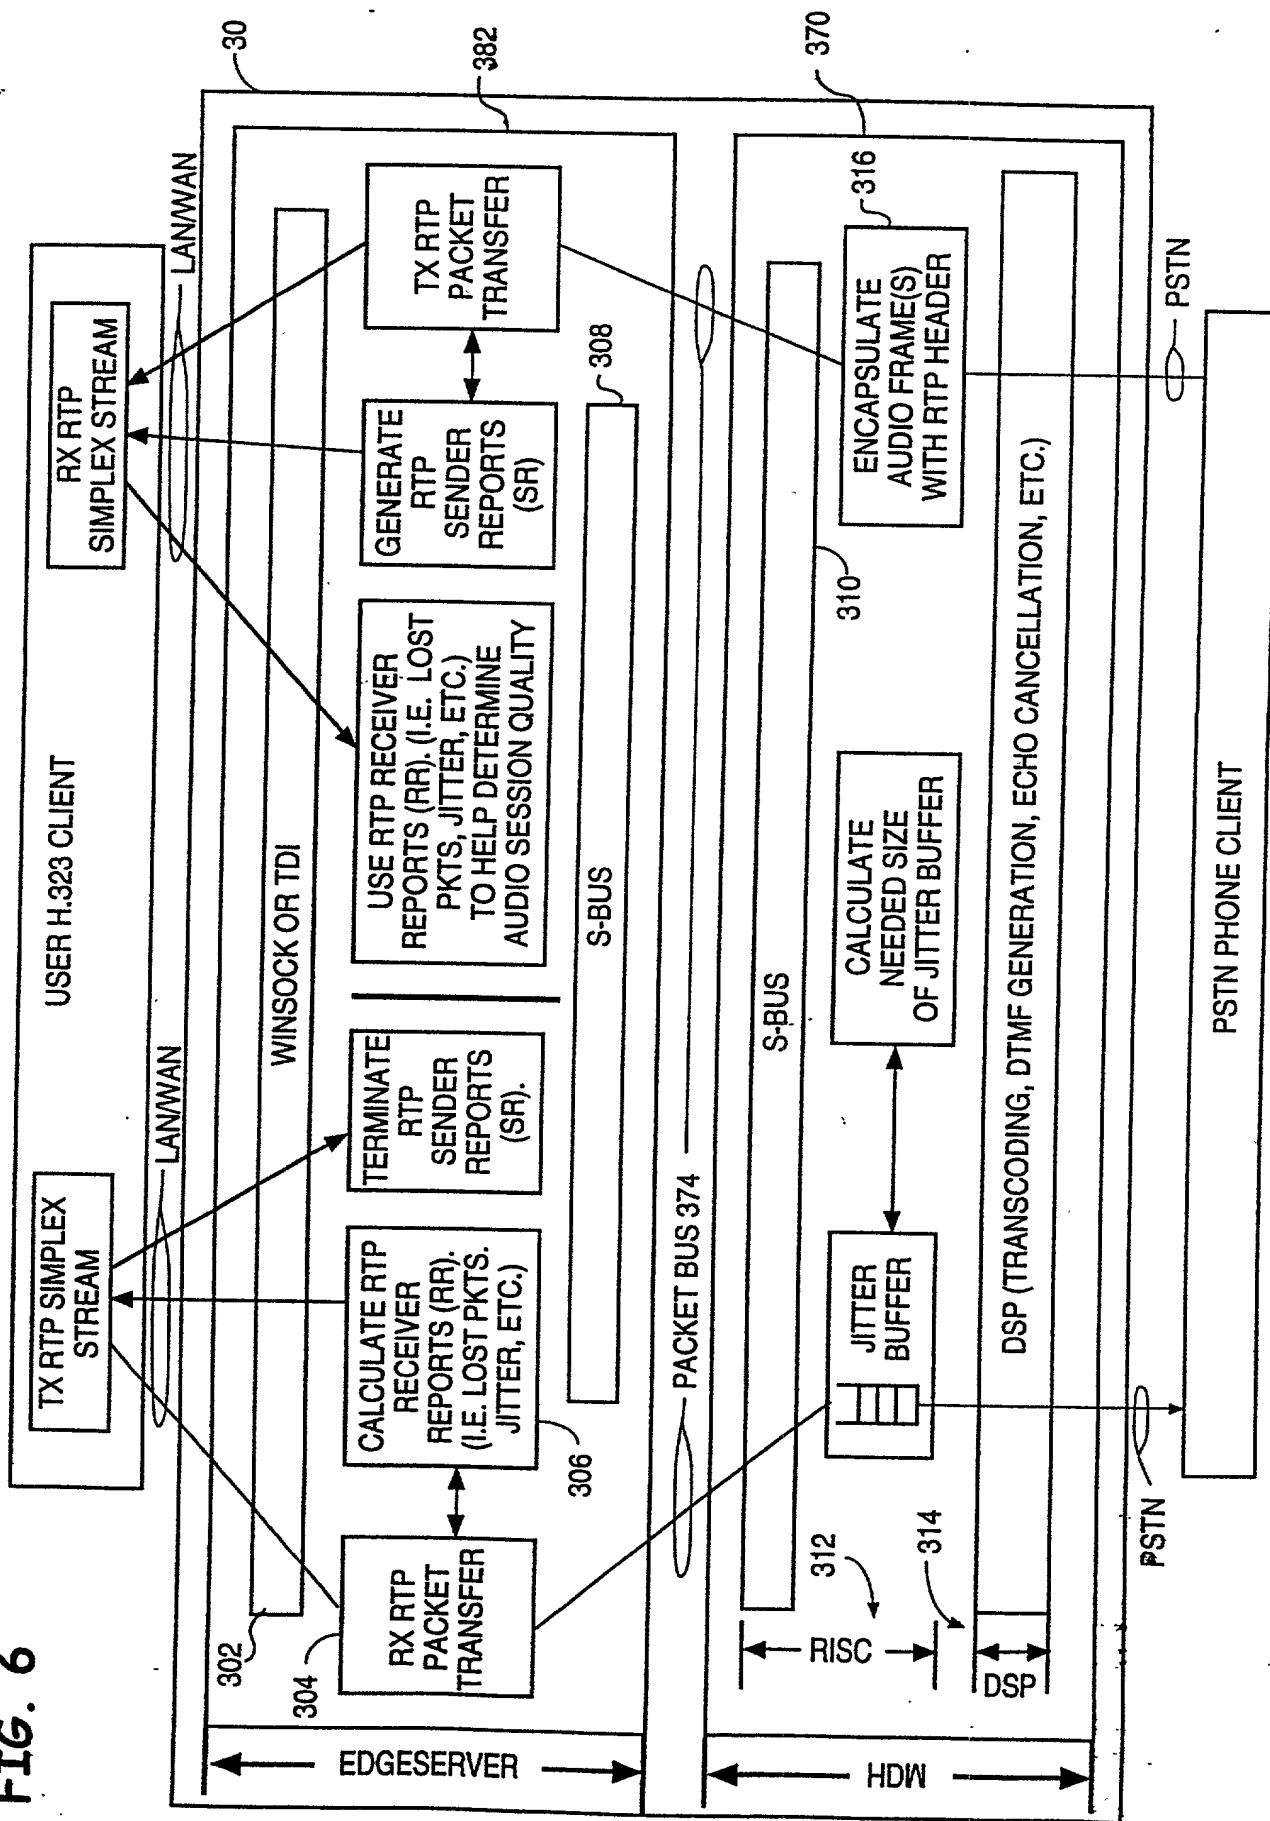 FIG. 6
USER H.323 CLIENT
TX RTP SIMPLEX
STREAM
RX RTP
SIMPLEX STREAM
LAN/WAN
LAN/WAN
30
302
WINSOCK OR TDI
382
304
RX RTP
PACKET
TRANSFER
CALCULATE RTP
RECEIVER
REPORTS (RR).
(I.E. LOST PKTS.
JITTER, ETC.)
306
TERMINATE
RTP
SENDER
REPORTS
(SR).
USE RTP RECEIVER
REPORTS (RR). (I.E. LOST
PKTS, JITTER, ETC.)
TO HELP DETERMINE
AUDIO SESSION QUALITY
GENERATE
RTP
SENDER
REPORTS
(SR)
TX RTP
PACKET
TRANSFER
S-BUS
308
EDGESERVER
PACKET BUS 374
370
S-BUS
310
312
RISC
JITTER
BUFFER
CALCULATE
NEEDED SIZE
OF JITTER BUFFER
ENCAPSULATE
AUDIO FRAME(S)
WITH RTP HEADER
316
314
DSP
DSP (TRANSCODING, DTMF GENERATION, ECHO CANCELLATION, ETC.)
HDM
PSTN
PSTN
PSTN PHONE CLIENT